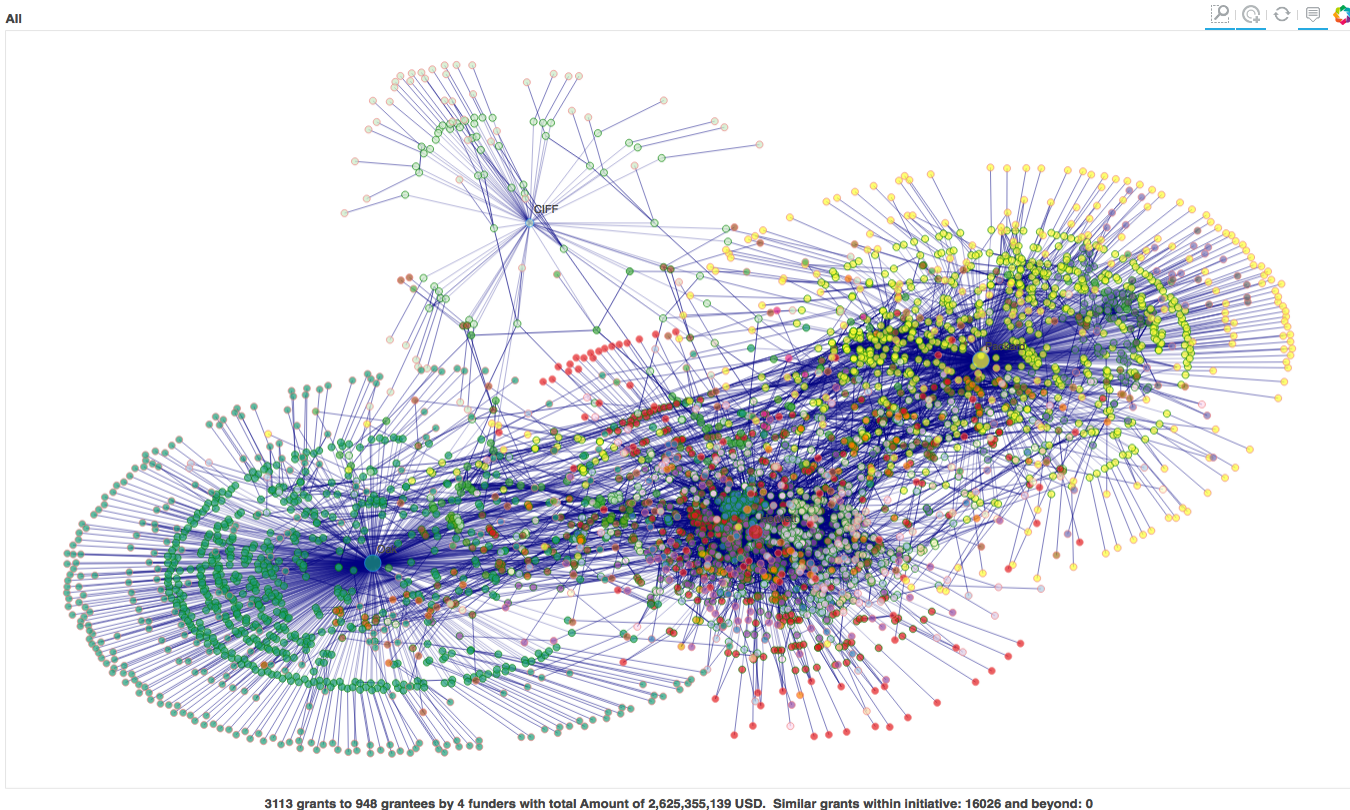 All
CIFF
3113 grants to 948 grantees by 4 funders with total Amount of 2,625,355,139 USD. Similar grants within initiative: 16026 and beyond: 0